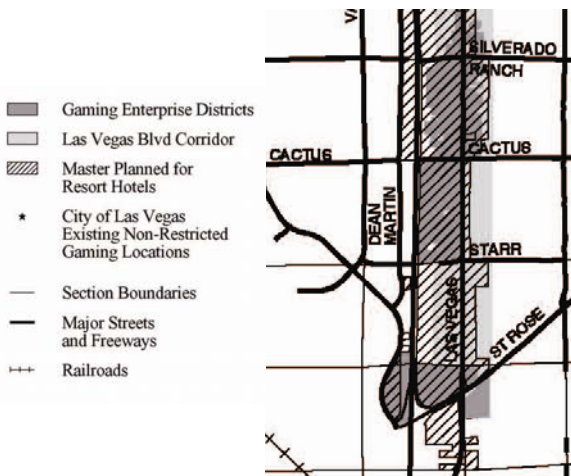 Gaming Enterprise Districts
Las Vegas Blvd Corridor
Master Planned for
Resort Hotels
City of Las Vegas
Existing Non-Restricted
Gaming Locations
Section Boundaries
Major Streets
and Freeways
Railroads
VA
SILVERADO
RANCH
CACTUS
CACTUS
DEAN
MARTIN
STARR
LAS VEGAS
ST ROSE